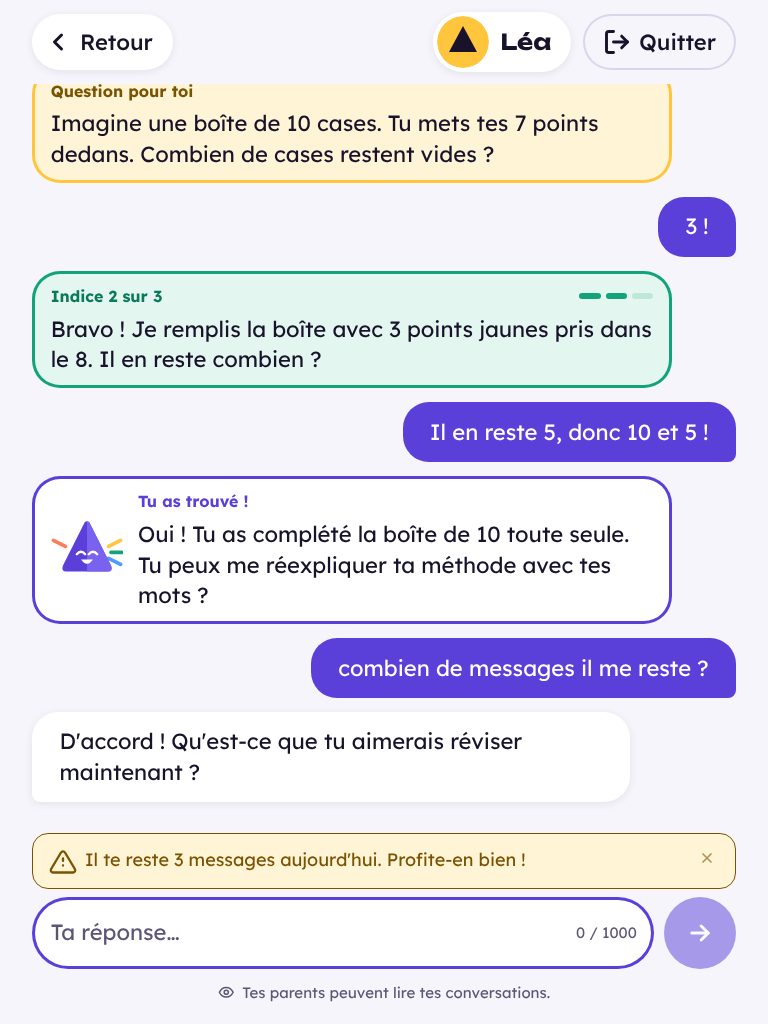 Retour
Léa
Quitter
Question pour toi
Imagine une boîte de 10 cases. Tu mets tes 7 points
dedans. Combien de cases restent vides ?
3 !
Indice 2 sur 3
Bravo ! Je remplis la boîte avec 3 points jaunes pris dans
le 8. Il en reste combien ?
Il en reste 5, donc 10 et 5 !
Tu as trouvé !
Oui ! Tu as complété la boîte de 10 toute seule.
Tu peux me réexpliquer ta méthode avec tes
mots ?
combien de messages il me reste ?
D'accord ! Qu'est-ce que tu aimerais réviser
maintenant ?
Il te reste 3 messages aujourd'hui. Profite-en bien !
Ta réponse...
0 / 1000
Tes parents peuvent lire tes conversations.